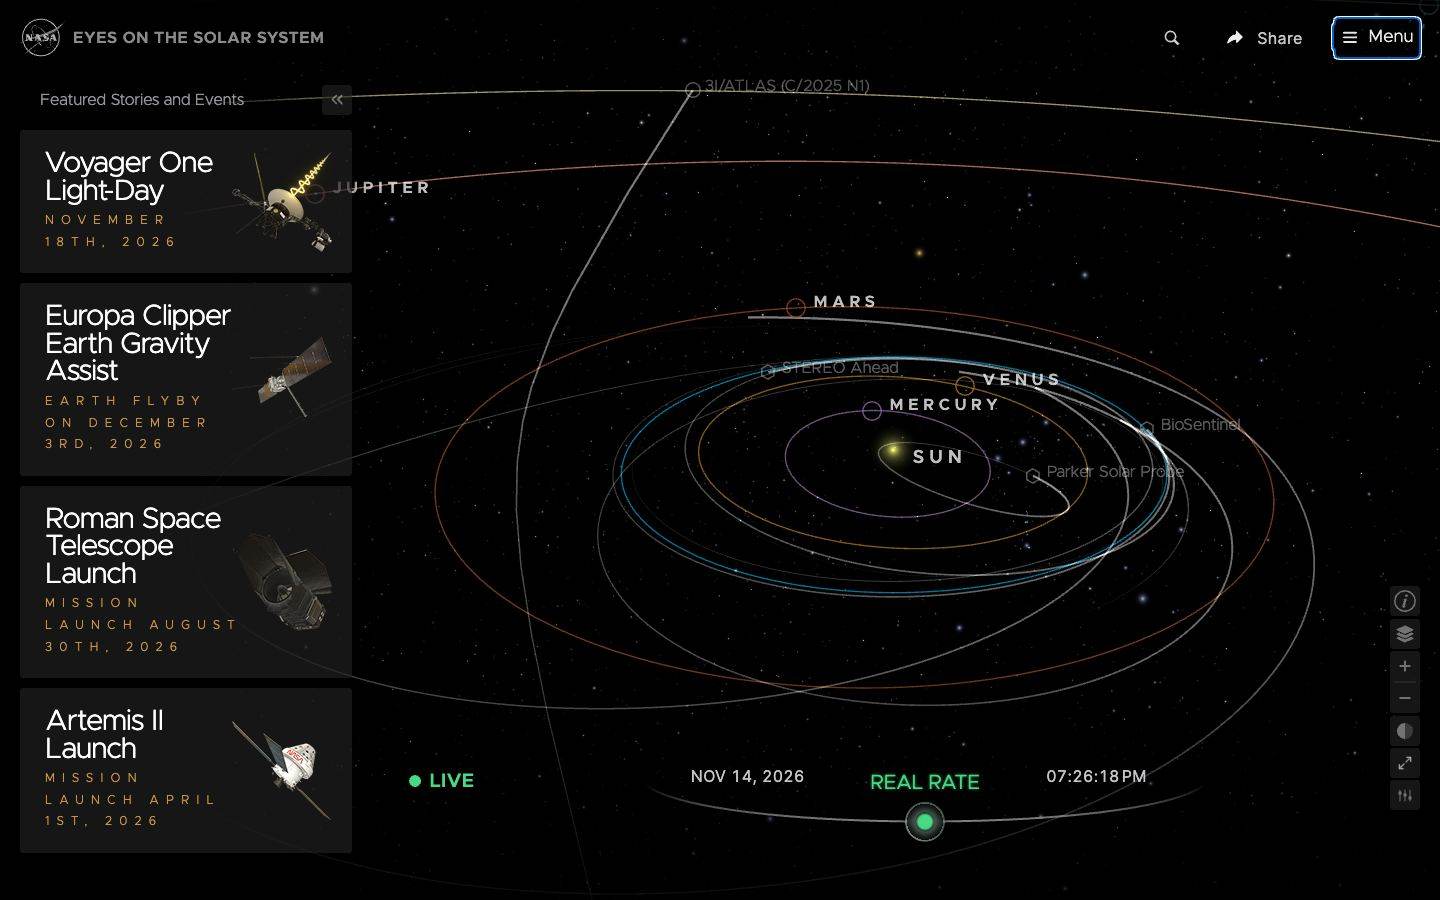 NASA
EYES ON THE SOLAR SYSTEM
Share
Menu
Featured Stories and Events
3I/ATLAS (C/2025 N1)
Voyager One
Light-Day
NOVEMBER
18TH, 2026
JUPITER
Europa Clipper
Earth Gravity
Assist
EARTH FLYBY
ON DECEMBER
3RD, 2026
MARS
STEREO Ahead
VENUS
MERCURY
BioSentinel
SUN
Parker Solar Probe
Roman Space
Telescope
Launch
MISSION
LAUNCH AUGUST
30TH, 2026
Artemis II
Launch
MISSION
LAUNCH APRIL
1ST, 2026
NASA
LIVE
NOV 14, 2026
REAL RATE
07:26:18 PM